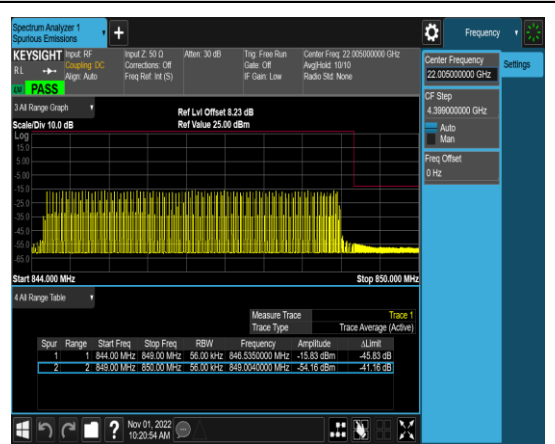 Spectrum Analyzer 1
Spurious Emissions
+
Frequency
KEYSIGHT
Input: RF
Input Z: 50 Ω
Atten: 30 dB
Trig: Free Run
Center Freq: 22.005000000 GHz
RL
Coupling: DC
Corrections: Off
Gate: Off
Avg|Hold: 10/10
Align: Auto
Freq Ref: Int (S)
IF Gain: Low
Radio Std: None
PASS
3 All Range Graph
Ref Lvl Offset 8.23 dB
Scale/Div 10.0 dB
Ref Value 25.00 dBm
Log
15.0
5.00
-5.00
-15.0
-25.0
-35.0
-45.0
-55.0
-65.0
Start 844.000 MHz
Stop 850.000 MHz
4 All Range Table
Measure Trace
Trace 1
Trace Type
Trace Average (Active)
Spur Range Start Freq Stop Freq RBW Frequency Amplitude ΔLimit
1 1 844.00 MHz 849.00 MHz 56.00 kHz 846.5350000 MHz -15.83 dBm -45.83 dB
2 2 849.00 MHz 850.00 MHz 56.00 kHz 849.0040000 MHz -54.16 dBm -41.16 dB
Center Frequency
22.005000000 GHz
Settings
CF Step
4.399000000 GHz
Auto
Man
Freq Offset
0 Hz
?
Nov 01, 2022
10:20:54 AM